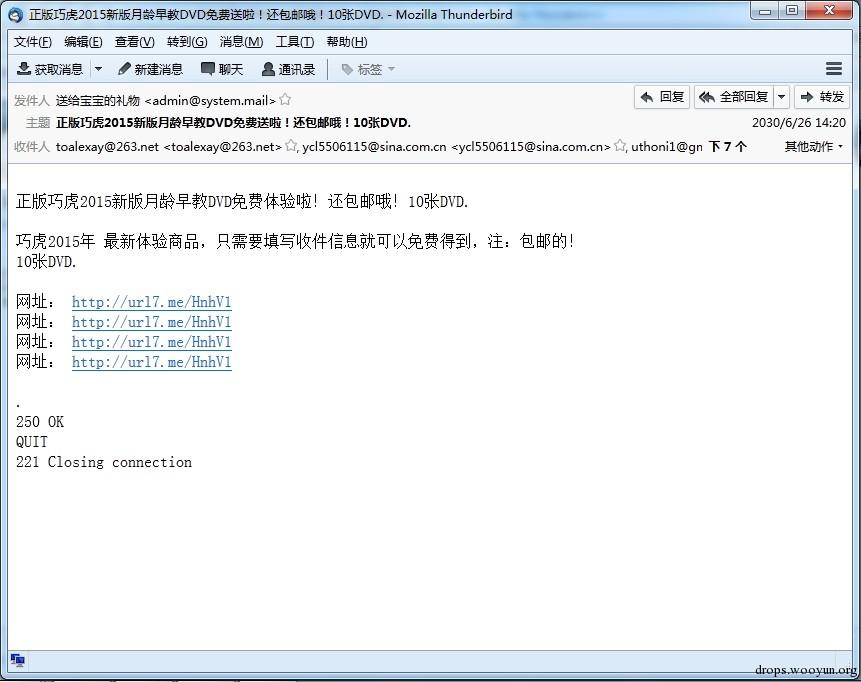 正版巧虎2015新版月龄早教DVD免费送啦！还包邮哦！10张DVD. - Mozilla Thunderbird
文件(F) 编辑(E) 查看(V) 转到(G) 消息(M) 工具(T) 帮助(H)
获取消息 新建消息 聊天 通讯录 标签
发件人 送给宝宝的礼物 <admin@system.mail> 回复 全部回复 转发
主题 正版巧虎2015新版月龄早教DVD免费送啦！还包邮哦！10张DVD. 2030/6/26 14:20
收件人 toalexay@263.net <toalexay@263.net>, ycl5506115@sina.com.cn <ycl5506115@sina.com.cn>, uthoni1@gn 下 7 个 其他动作
正版巧虎2015新版月龄早教DVD免费体验啦! 还包邮哦! 10张DVD.
巧虎2015年 最新体验商品，只需要填写收件信息就可以免费得到，注：包邮的!
10张DVD.
网址： http://url7.me/HnhV1
网址： http://url7.me/HnhV1
网址： http://url7.me/HnhV1
网址： http://url7.me/HnhV1
.
250 OK
QUIT
221 Closing connection
drops.wooyun.org